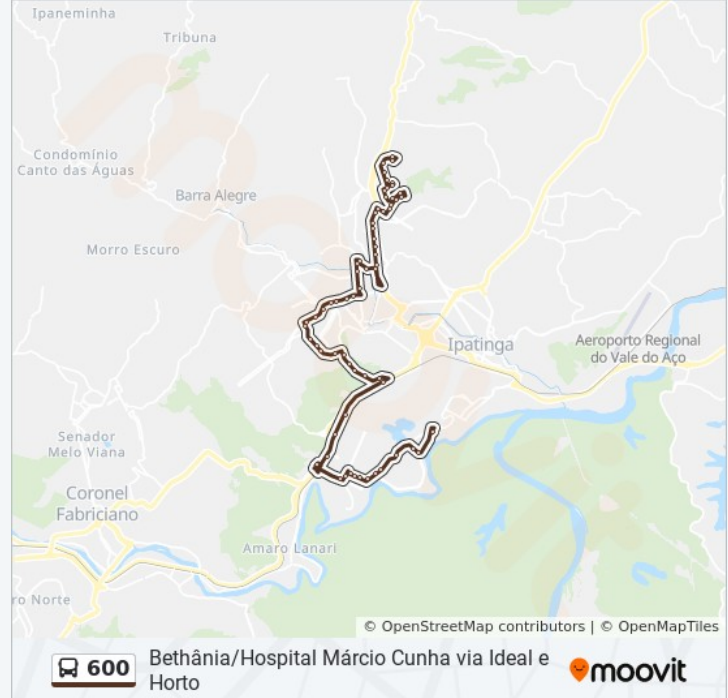 Ipaneminha
Tribuna
Condomínio
Canto das Águas
Barra Alegre
Morro Escuro
Ipatinga
Aeroporto Regional
do Vale do Aço
Senador
Melo Viana
Coronel
Fabriciano
Amaro Lanari
ro Norte
© OpenStreetMap contributors | © OpenMapTiles
600
Bethânia/Hospital Márcio Cunha via Ideal e
Horto
moovit